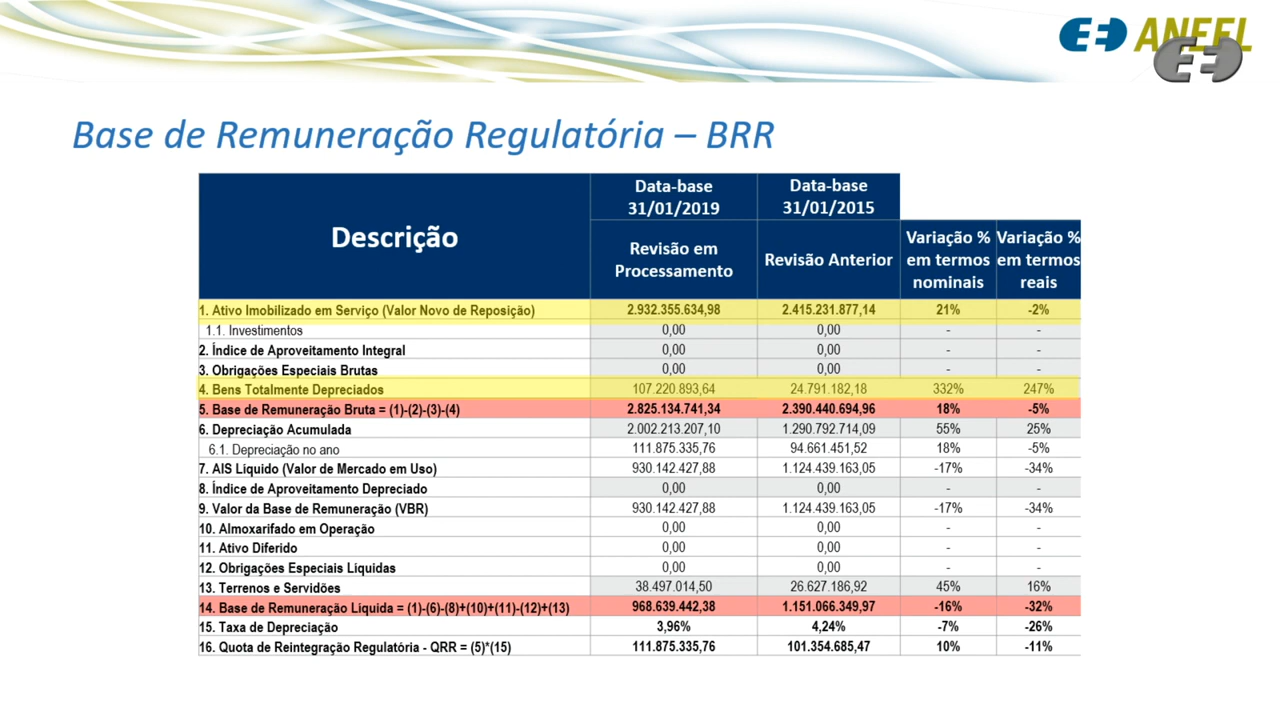 ANEEL
Base de Remuneração Regulatória – BRR
Descrição
Data-base
31/01/2019
Data-base
31/01/2015
Revisão em
Processamento
Revisão Anterior
Variação %
em termos
nominais
Variação %
em termos
reais
1. Ativo Imobilizado em Serviço (Valor Novo de Reposição) 2.932.355.634,98 2.415.231.877,14 21% -2%
1.1. Investimentos 0,00 0,00 - -
2. Índice de Aproveitamento Integral 0,00 0,00 - -
3. Obrigações Especiais Brutas 0,00 0,00 - -
4. Bens Totalmente Depreciados 107.220.893,64 24.791.182,18 332% 247%
5. Base de Remuneração Bruta = (1)-(2)-(3)-(4) 2.825.134.741,34 2.390.440.694,96 18% -5%
6. Depreciação Acumulada 2.002.213.207,10 1.290.792.714,09 55% 25%
6.1. Depreciação no ano 111.875.335,76 94.661.451,52 18% -5%
7. AIS Líquido (Valor de Mercado em Uso) 930.142.427,88 1.124.439.163,05 -17% -34%
8. Índice de Aproveitamento Depreciado 0,00 0,00 - -
9. Valor da Base de Remuneração (VBR) 930.142.427,88 1.124.439.163,05 -17% -34%
10. Almoxarifado em Operação 0,00 0,00 - -
11. Ativo Diferido 0,00 0,00 - -
12. Obrigações Especiais Líquidas 0,00 0,00 - -
13. Terrenos e Servidões 38.497.014,50 26.627.186,92 45% 16%
14. Base de Remuneração Líquida = (1)-(6)-(8)+(10)+(11)-(12)+(13) 968.639.442,38 1.151.066.349,97 -16% -32%
15. Taxa de Depreciação 3,96% 4,24% -7% -26%
16. Quota de Reintegração Regulatória - QRR = (5)*(15) 111.875.335,76 101.354.685,47 10% -11%